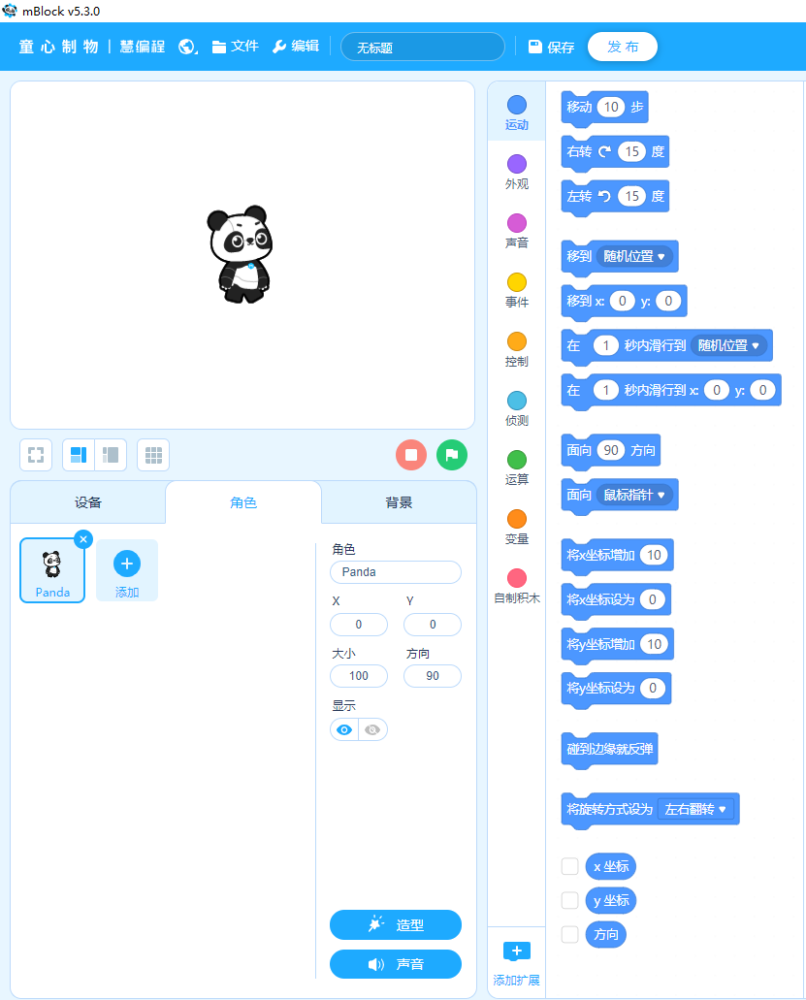 mBlock v5.3.0
童心制物 | 慧编程 文件 编辑 无标题 保存 发布
运动
外观
声音
事件
控制
侦测
运算
变量
自制积木
添加扩展
移动 10 步
右转 15 度
左转 15 度
移到 随机位置
移到 x: 0 y: 0
在 1 秒内滑行到 随机位置
在 1 秒内滑行到 x: 0 y: 0
面向 90 方向
面向 鼠标指针
将x坐标增加 10
将x坐标设为 0
将y坐标增加 10
将y坐标设为 0
碰到边缘就反弹
将旋转方式设为 左右翻转
x 坐标
y 坐标
方向
设备 角色 背景
Panda
添加
角色
Panda
X Y
0 0
大小 方向
100 90
显示
造型
声音